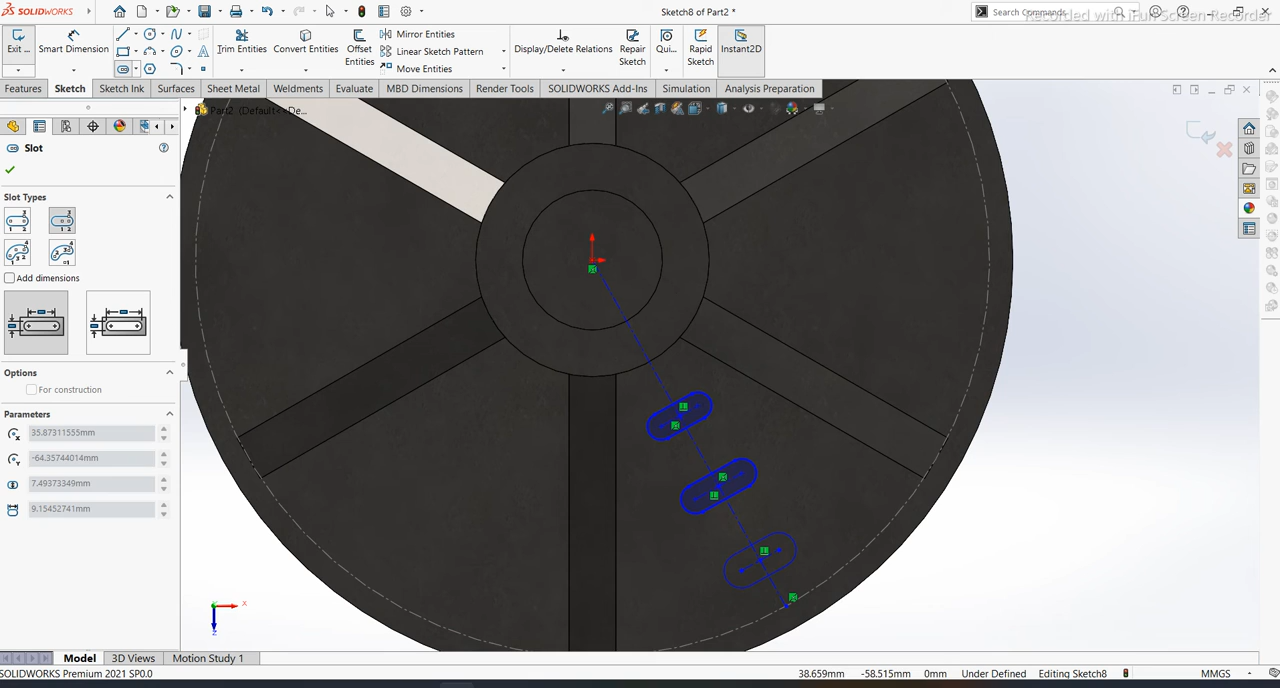 SOLIDWORKS
Sketch8 of Part2 *
Search Commands
Recorded with iFun Screen Recorder
Exit ...
Smart Dimension
Trim Entities
Convert Entities
Offset Entities
Mirror Entities
Linear Sketch Pattern
Move Entities
Display/Delete Relations
Repair Sketch
Qui...
Rapid Sketch
Instant2D
Features
Sketch
Sketch Ink
Surfaces
Sheet Metal
Weldments
Evaluate
MBD Dimensions
Render Tools
SOLIDWORKS Add-Ins
Simulation
Analysis Preparation
Part2 (Default<<De...
Slot
Slot Types
Add dimensions
Options
For construction
Parameters
35.87311555mm
-64.35744014mm
7.49373349mm
9.15452741mm
X
Z
Model
3D Views
Motion Study 1
SOLIDWORKS Premium 2021 SP0.0
38.659mm
-58.515mm
0mm
Under Defined
Editing Sketch8
MMGS